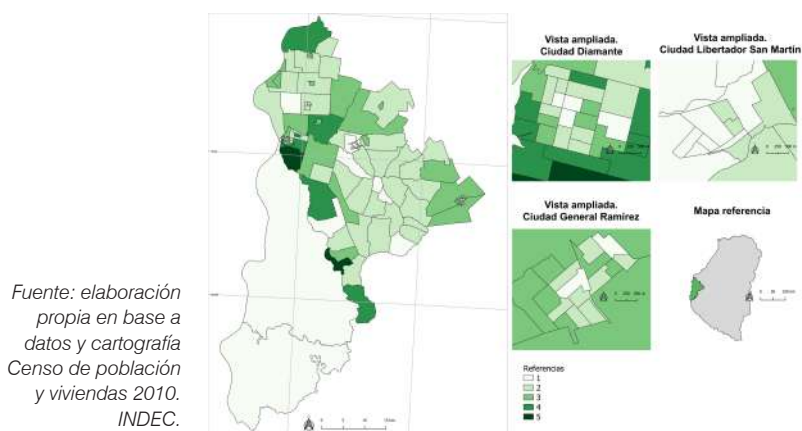 Fuente: elaboración
propia en base a
datos y cartografía
Censo de población
y viviendas 2010.
INDEC.
Vista ampliada.
Ciudad Diamante
Vista ampliada.
Ciudad Libertador San Martín
Vista ampliada.
Ciudad General Ramírez
Mapa referencia
Referencias
1
2
3
4
5